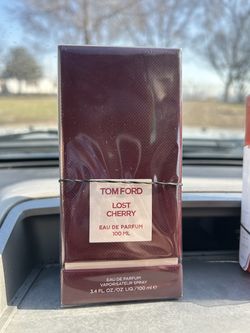 TOM FORD
LOST
CHERRY
EAU DE PARFUM
100 ML
EAU DE PARFUM
VAPORISATEUR SPRAY
3.4 FL. OZ./OZ. LIQ./100 ml ℮